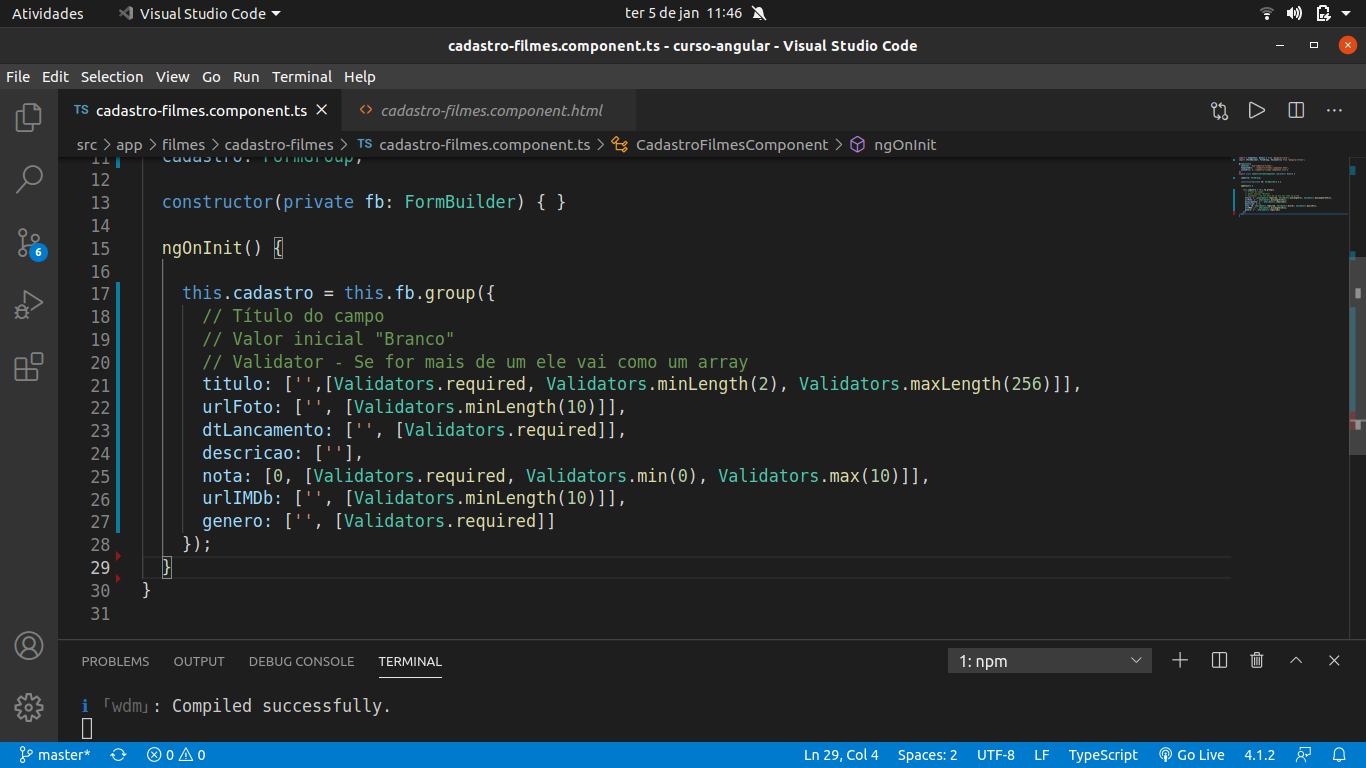 Atividades Visual Studio Code ter 5 de jan 11:46
cadastro-filmes.component.ts - curso-angular - Visual Studio Code
File Edit Selection View Go Run Terminal Help
TS cadastro-filmes.component.ts cadastro-filmes.component.html
src > app > filmes > cadastro-filmes > TS cadastro-filmes.component.ts > CadastroFilmesComponent > ngOnInit
11 cadastro: FormGroup;
12
13 constructor(private fb: FormBuilder) { }
14
15 ngOnInit() {
16
17 this.cadastro = this.fb.group({
18 // Título do campo
19 // Valor inicial "Branco"
20 // Validator - Se for mais de um ele vai como um array
21 titulo: ['',[Validators.required, Validators.minLength(2), Validators.maxLength(256)]],
22 urlFoto: ['', [Validators.minLength(10)]],
23 dtLancamento: ['', [Validators.required]],
24 descricao: [''],
25 nota: [0, [Validators.required, Validators.min(0), Validators.max(10)]],
26 urlIMDb: ['', [Validators.minLength(10)]],
27 genero: ['', [Validators.required]]
28 });
29 }
30 }
31
6
PROBLEMS OUTPUT DEBUG CONSOLE TERMINAL 1: npm
ℹ ｢wdm｣: Compiled successfully.
master* 0 0 Ln 29, Col 4 Spaces: 2 UTF-8 LF TypeScript Go Live 4.1.2